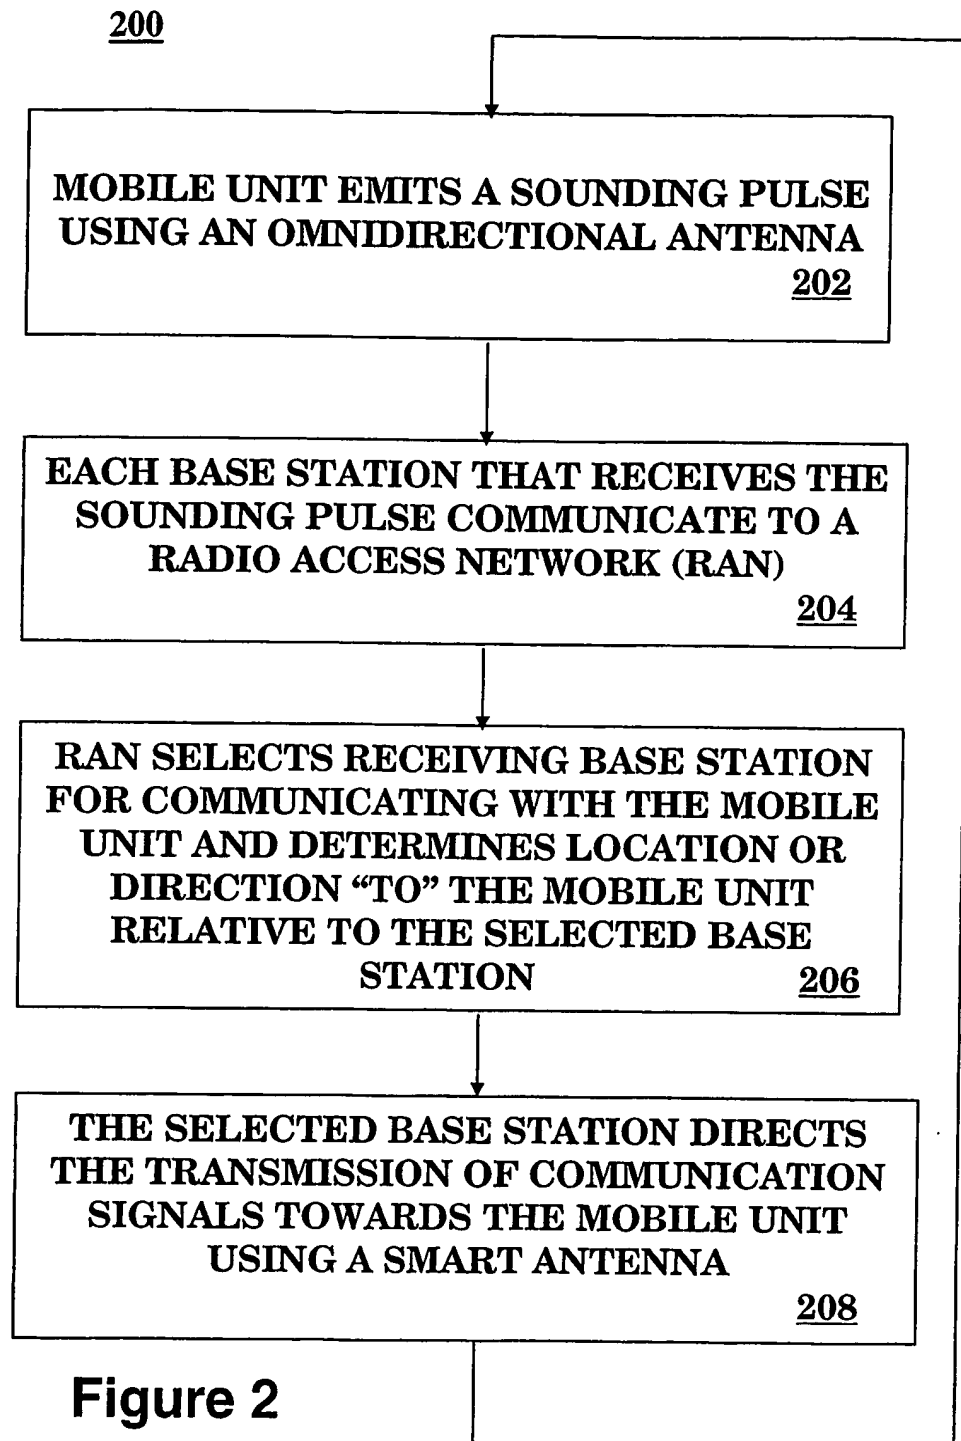 200
MOBILE UNIT EMITS A SOUNDING PULSE
USING AN OMNIDIRECTIONAL ANTENNA
202
EACH BASE STATION THAT RECEIVES THE
SOUNDING PULSE COMMUNICATE TO A
RADIO ACCESS NETWORK (RAN)
204
RAN SELECTS RECEIVING BASE STATION
FOR COMMUNICATING WITH THE MOBILE
UNIT AND DETERMINES LOCATION OR
DIRECTION “TO” THE MOBILE UNIT
RELATIVE TO THE SELECTED BASE
STATION 206
THE SELECTED BASE STATION DIRECTS
THE TRANSMISSION OF COMMUNICATION
SIGNALS TOWARDS THE MOBILE UNIT
USING A SMART ANTENNA
208
Figure 2